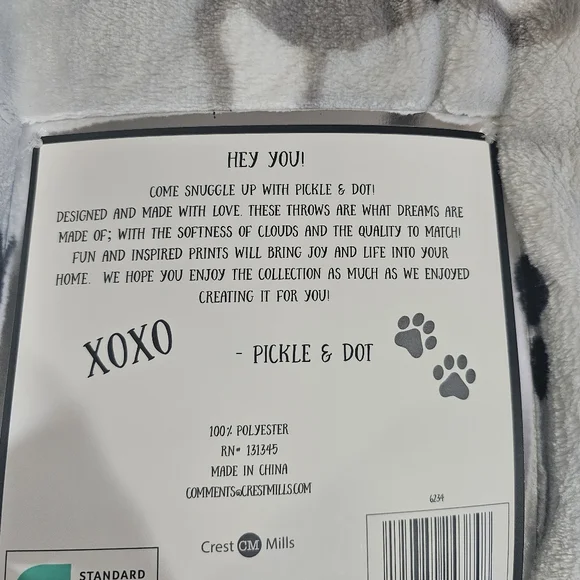 HEY YOU!
COME SNUGGLE UP WITH PICKLE & DOT!
DESIGNED AND MADE WITH LOVE. THESE THROWS ARE WHAT DREAMS ARE
MADE OF; WITH THE SOFTNESS OF CLOUDS AND THE QUALITY TO MATCH!
FUN AND INSPIRED PRINTS WILL BRING JOY AND LIFE INTO YOUR
HOME. WE HOPE YOU ENJOY THE COLLECTION AS MUCH AS WE ENJOYED
CREATING IT FOR YOU!
XOXO
- PICKLE & DOT
100% POLYESTER
RN# 131345
MADE IN CHINA
COMMENTS@CRESTMILLS.COM
6234
Crest CM Mills
STANDARD